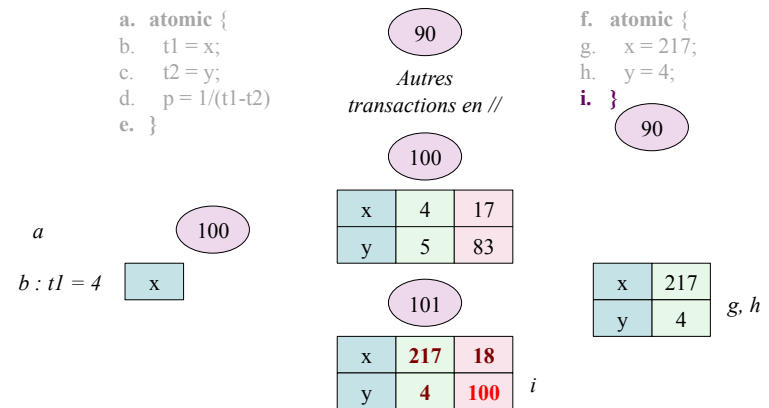 a. atomic {
b. t1 = x;
c. t2 = y;
d. p = 1/(t1-t2)
e. }
90
Autres
transactions en //
f. atomic {
g. x = 217;
h. y = 4;
i. }
90
100
x 4 17
y 5 83
a 100
b : t1 = 4 x
101
x 217 18
y 4 100 i
x 217
y 4
g, h